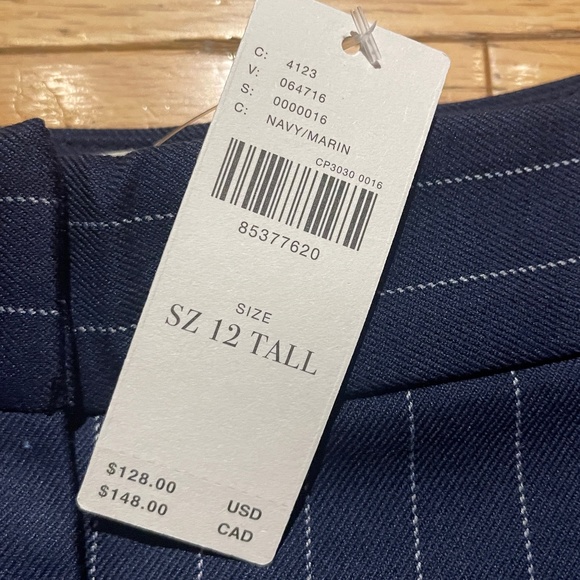 C: 4123
V: 064716
S: 0000016
C: NAVY/MARIN
CP3030 0016
85377620
SIZE
SZ 12 TALL
$128.00 USD
$148.00 CAD